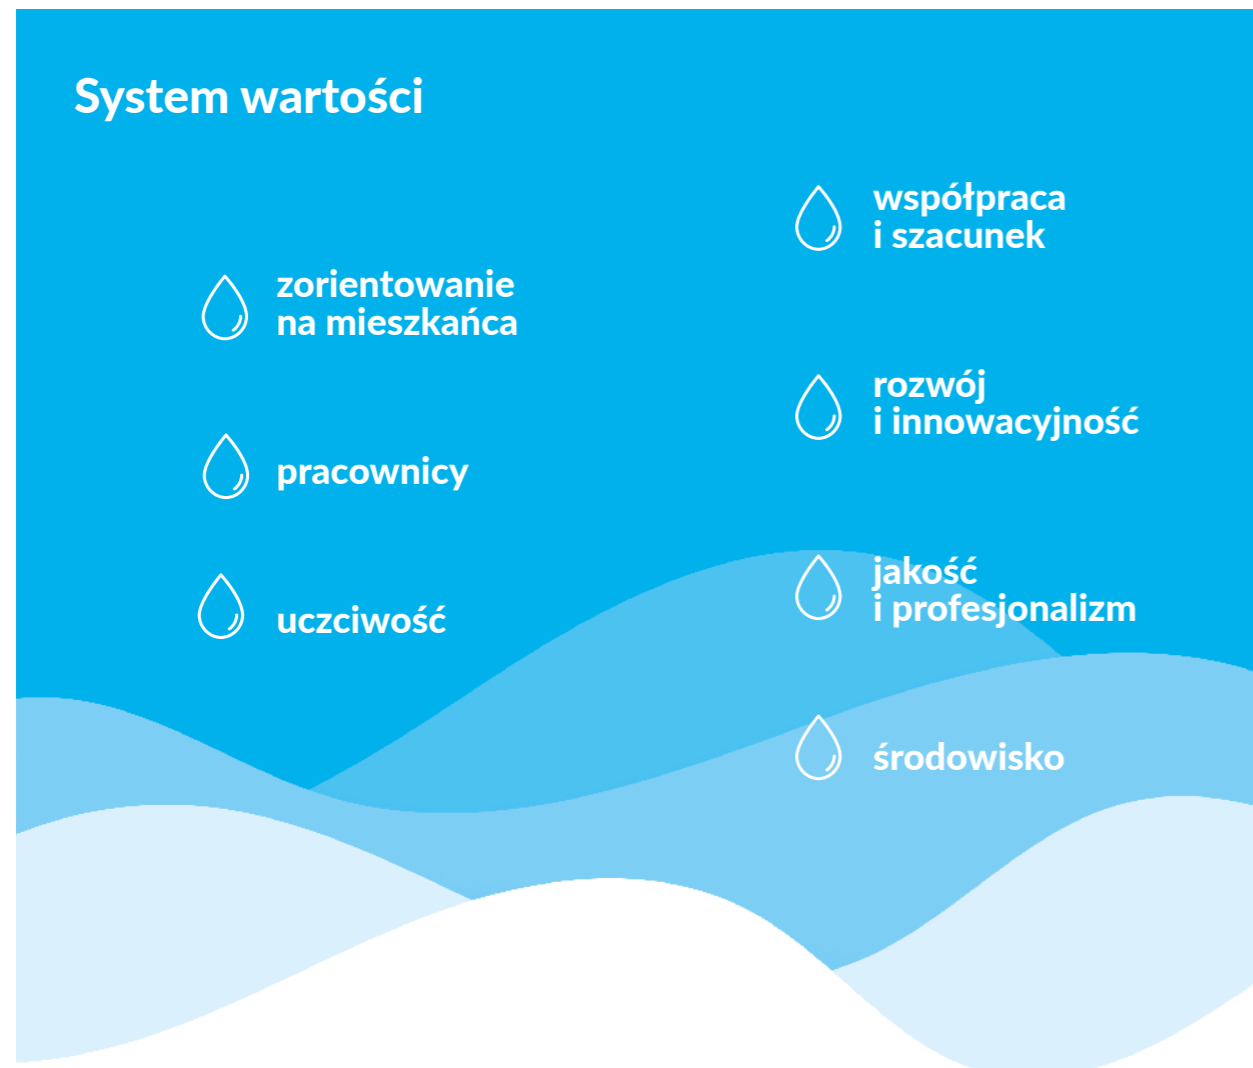 System wartości
zorientowanie
na mieszkańca
pracownicy
uczciwość
współpraca
i szacunek
rozwój
i innowacyjność
jakość
i profesjonalizm
środowisko